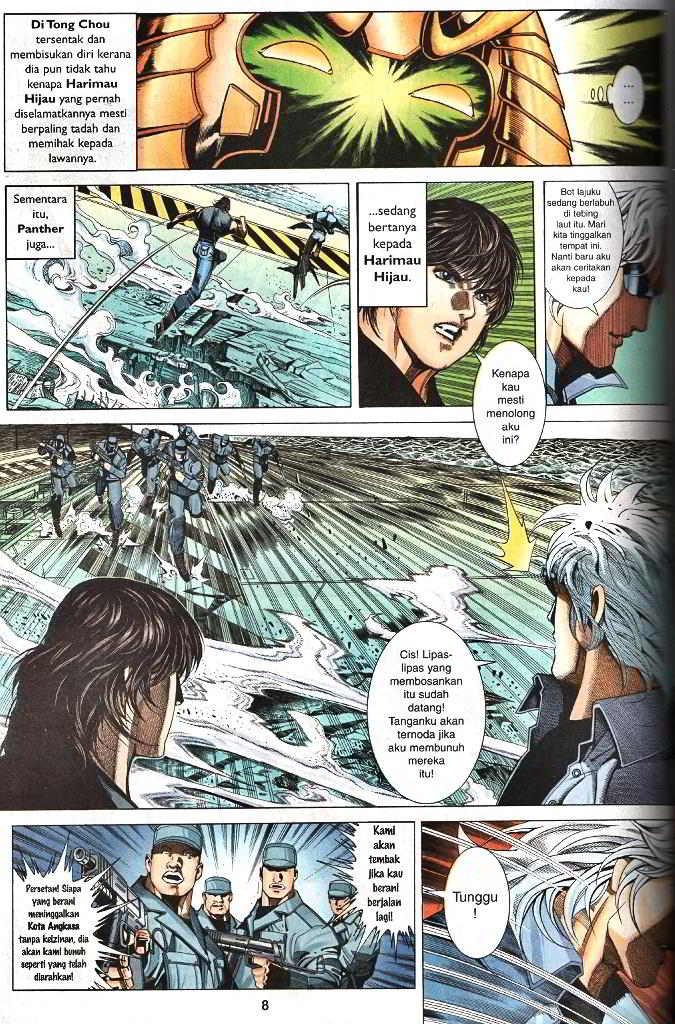 Di Tong Chou
tersentak dan
membisukan diri kerana
dia pun tidak tahu
kenapa Harimau
Hijau yang pernah
diselamatkannya mesti
berpaling tadah dan
memihak kepada
lawannya.
...
...
Sementara
itu,
Panther
juga...
...sedang
bertanya
kepada
Harimau
Hijau.
Bot lajuku
sedang berlabuh
di tebing
laut itu. Mari
kita tinggalkan
tempat ini.
Nanti baru aku
akan ceritakan
kepada
kau!
Kenapa
kau
mesti
menolong
aku
ini?
Cis! Lipas-
lipas yang
membosankan
itu sudah
datang!
Tanganku akan
ternoda jika
aku membunuh
mereka
itu!
Persetan! Siapa
yang berani
meninggalkan
Kota Angkasa
tanpa keizinan, dia
akan kami bunuh
seperti yang telah
diarahkan!
Kami
akan
tembak
jika kau
berani
berjalan
lagi!
Tunggu
!
8